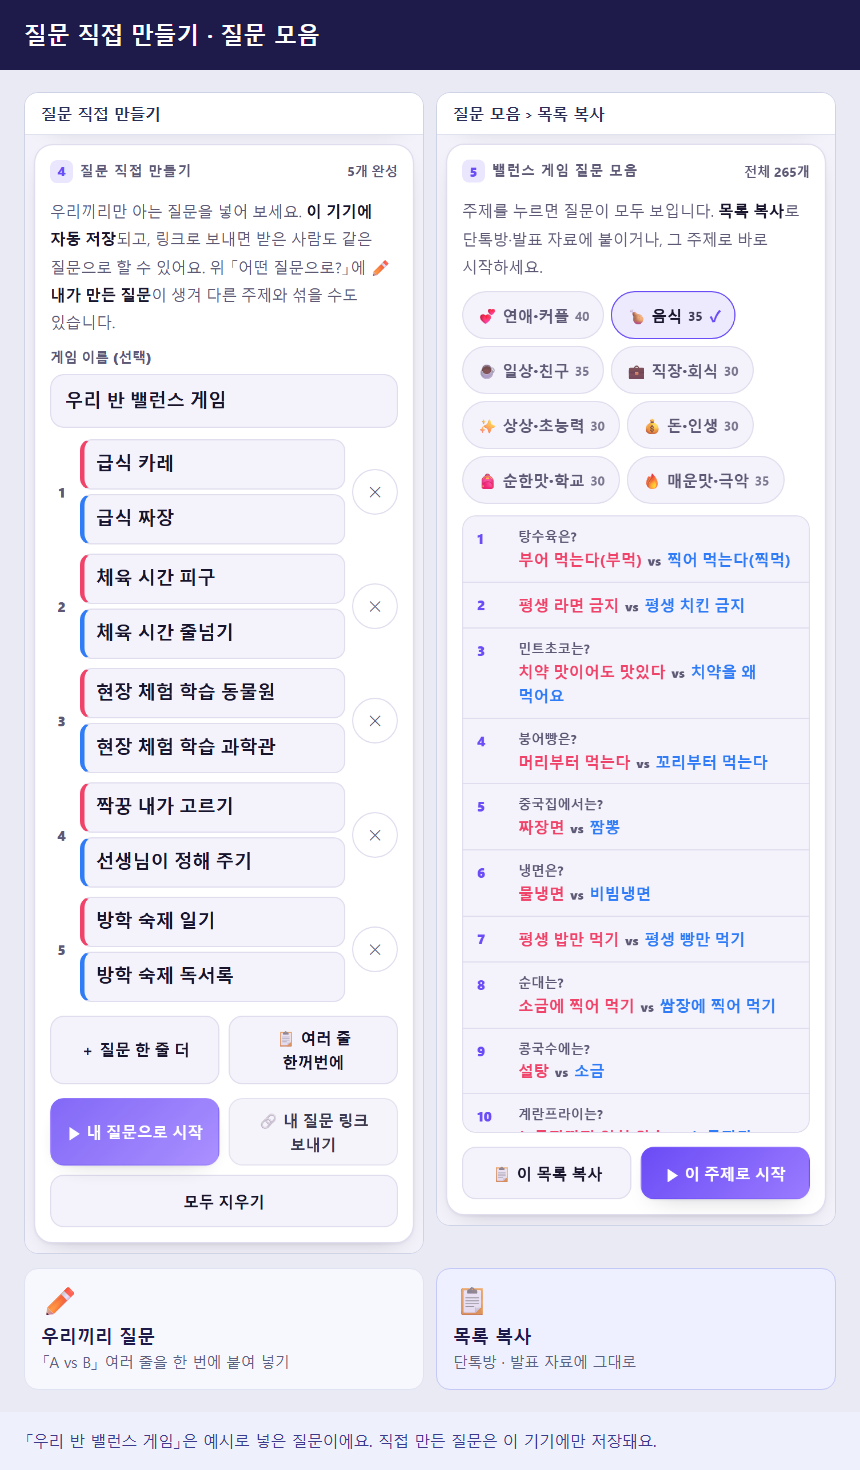 질문 직접 만들기 · 질문 모음
질문 직접 만들기
4 질문 직접 만들기 5개 완성
우리끼리만 아는 질문을 넣어 보세요. 이 기기에
자동 저장되고, 링크로 보내면 받은 사람도 같은
질문으로 할 수 있어요. 위 「어떤 질문으로?」에 ✏️
내가 만든 질문이 생겨 다른 주제와 섞을 수도
있습니다.
게임 이름 (선택)
우리 반 밸런스 게임
1
급식 카레
급식 짜장
×
2
체육 시간 피구
체육 시간 줄넘기
×
3
현장 체험 학습 동물원
현장 체험 학습 과학관
×
4
짝꿍 내가 고르기
선생님이 정해 주기
×
5
방학 숙제 일기
방학 숙제 독서록
×
+ 질문 한 줄 더
📋 여러 줄
한꺼번에
▶ 내 질문으로 시작
🔗 내 질문 링크
보내기
모두 지우기
질문 모음 › 목록 복사
5 밸런스 게임 질문 모음 전체 265개
주제를 누르면 질문이 모두 보입니다. 목록 복사로
단톡방·발표 자료에 붙이거나, 그 주제로 바로
시작하세요.
💕 연애·커플 40
🍗 음식 35 ✓
☕ 일상·친구 35
💼 직장·회식 30
✨ 상상·초능력 30
💰 돈·인생 30
🎒 순한맛·학교 30
🔥 매운맛·극악 35
1 탕수육은?
부어 먹는다(부먹) vs 찍어 먹는다(찍먹)
2 평생 라면 금지 vs 평생 치킨 금지
3 민트초코는?
치약 맛이어도 맛있다 vs 치약을 왜
먹어요
4 붕어빵은?
머리부터 먹는다 vs 꼬리부터 먹는다
5 중국집에서는?
짜장면 vs 짬뽕
6 냉면은?
물냉면 vs 비빔냉면
7 평생 밥만 먹기 vs 평생 빵만 먹기
8 순대는?
소금에 찍어 먹기 vs 쌈장에 찍어 먹기
9 콩국수에는?
설탕 vs 소금
10 계란프라이는?
📋 이 목록 복사
▶ 이 주제로 시작
우리끼리 질문
「A vs B」 여러 줄을 한 번에 붙여 넣기
목록 복사
단톡방 · 발표 자료에 그대로
「우리 반 밸런스 게임」은 예시로 넣은 질문이에요. 직접 만든 질문은 이 기기에만 저장돼요.